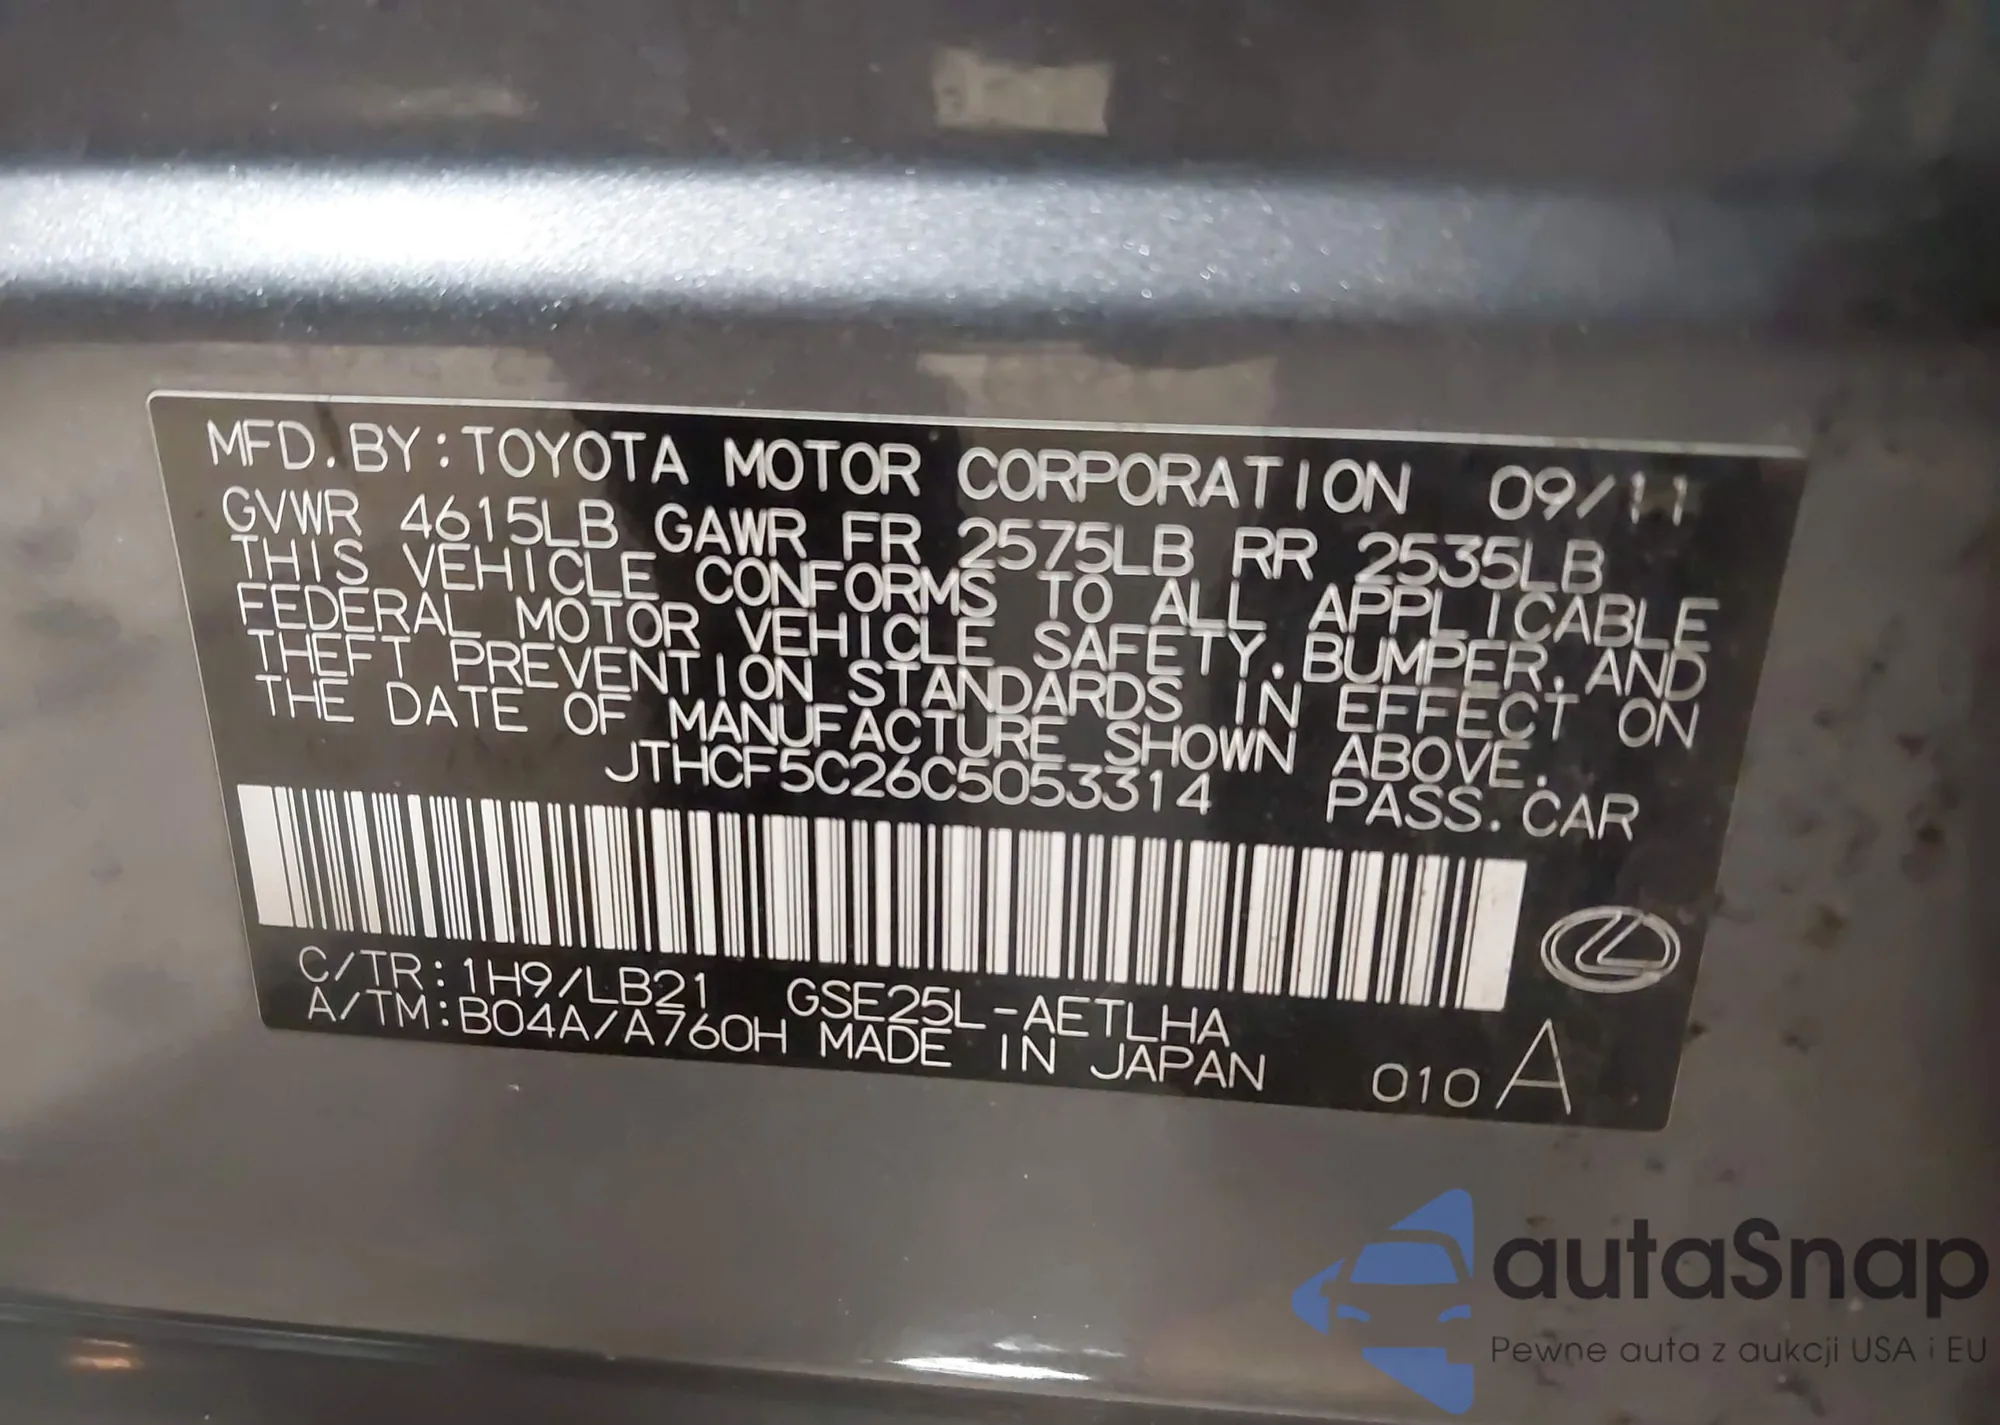 MFD.BY:TOYOTA MOTOR CORPORATION 09/11
GVWR 4615LB GAWR FR 2575LB RR 2535LB
THIS VEHICLE CONFORMS TO ALL APPLICABLE
FEDERAL MOTOR VEHICLE SAFETY,BUMPER,AND
THEFT PREVENTION STANDARDS IN EFFECT ON
THE DATE OF MANUFACTURE SHOWN ABOVE.
JTHCF5C26C5053314 PASS.CAR
C/TR:1H9/LB21 GSE25L-AETLHA
A/TM:B04A/A760H MADE IN JAPAN 010 A
autaSnap
Pewne auta z aukcji USA i EU